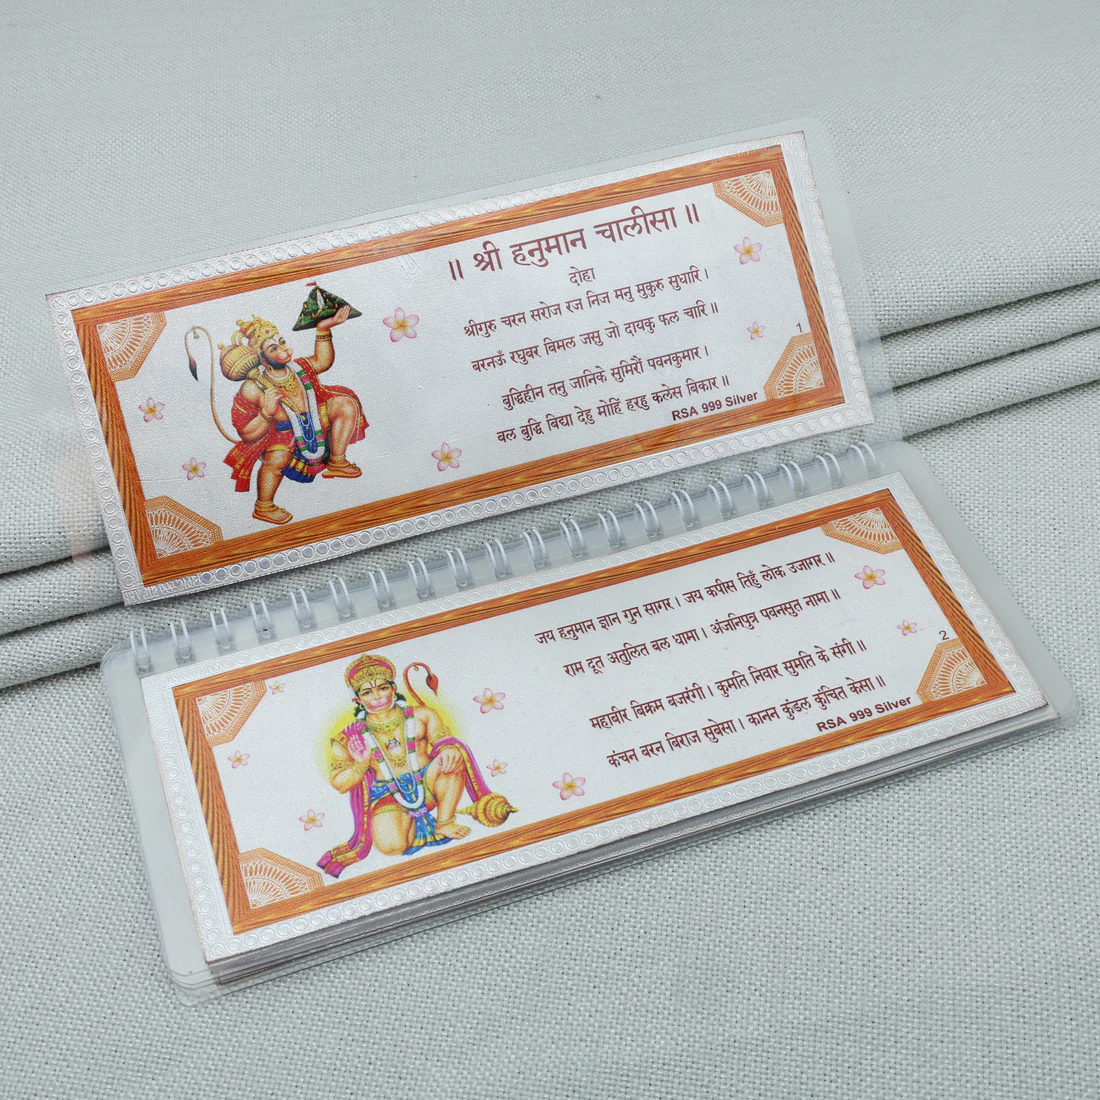 ॥ श्री हनुमान चालीसा ॥
दोहा
श्रीगुरु चरन सरोज रज निज मनु मुकुरु सुधारि ।
बरनऊँ रघुबर बिमल जसु जो दायकु फल चारि ॥
बुद्धिहीन तनु जानिके सुमिरौं पवनकुमार ।
बल बुद्धि बिद्या देहु मोहिं हरहु कलेस बिकार ॥
RSA 999 Silver
1
जय हनुमान ज्ञान गुन सागर । जय कपीस तिहुँ लोक उजागर ॥
राम दूत अतुलित बल धामा । अंजनिपुत्र पवनसुत नामा ॥
महाबीर बिक्रम बजरंगी । कुमति निवार सुमति के संगी ॥
कंचन बरन बिराज सुबेसा । कानन कुंडल कुंचित केसा ॥
RSA 999 Silver
2